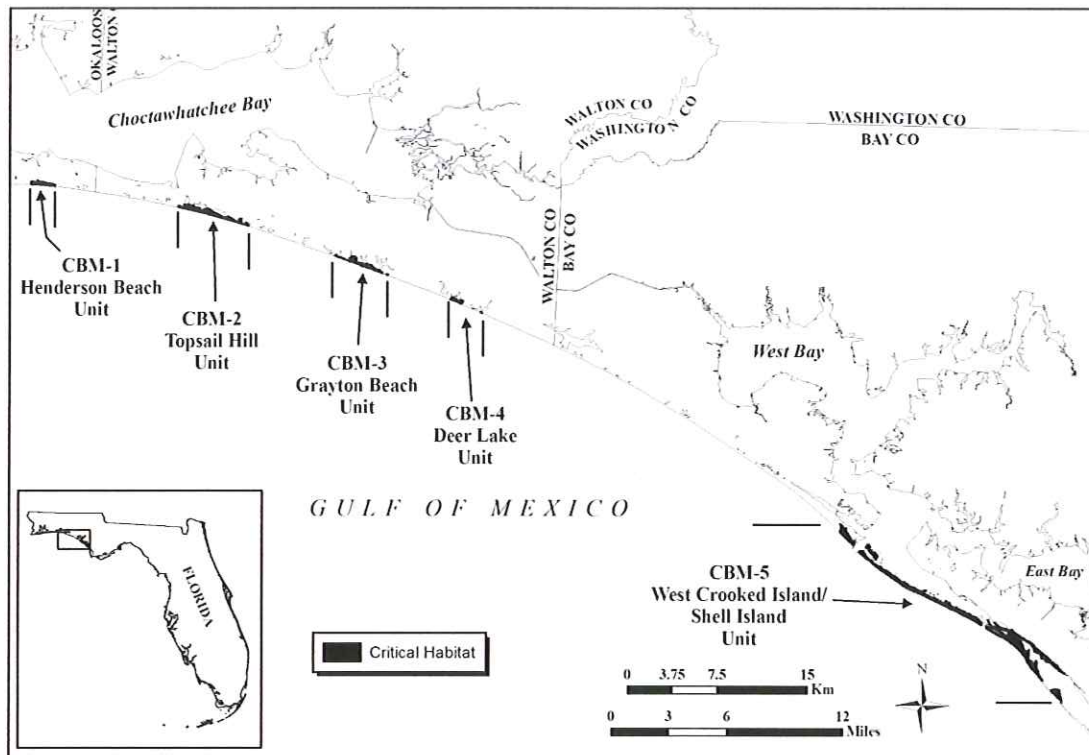 OKALOOS
WALTON
Choctawhatchee Bay
WALTON CO
WASHINGTON CO
WASHINGTON CO
BAY CO
WALTON CO
BAY CO
CBM-1
Henderson Beach
Unit
CBM-2
Topsail Hill
Unit
CBM-3
Grayton Beach
Unit
CBM-4
Deer Lake
Unit
West Bay
GULF OF MEXICO
East Bay
CBM-5
West Crooked Island/
Shell Island
Unit
FLORIDA
Critical Habitat
0 3.75 7.5 15
Km
0 3 6 12
Miles
N